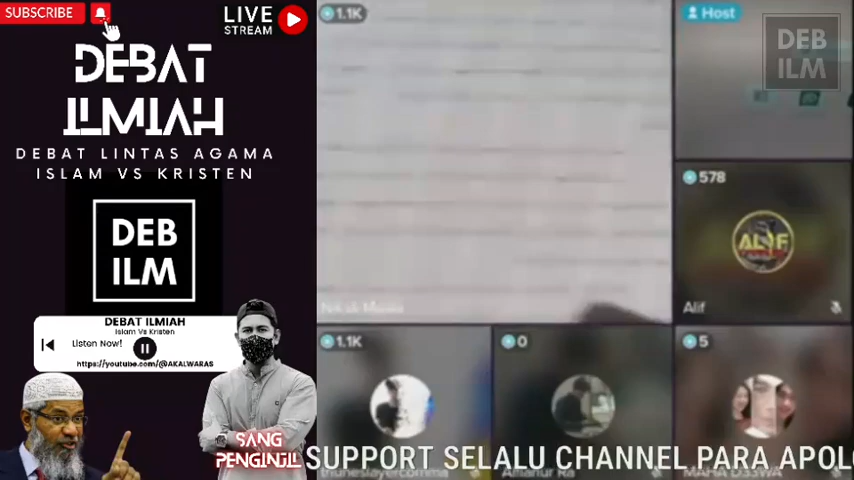 SUBSCRIBE
LIVE
STREAM
DEBAT
ILMIAH
DEBAT LINTAS AGAMA
ISLAM VS KRISTEN
DEB
ILM
DEBAT ILMIAH
Islam Vs Kristen
Listen Now!
https://youtube.com/@AKALWARAS
SANG
PENGINJIL
1.1K
Host
DEB
ILM
578
ALIF
Alif
1.1K
0
5
SUPPORT SELALU CHANNEL PARA APOL